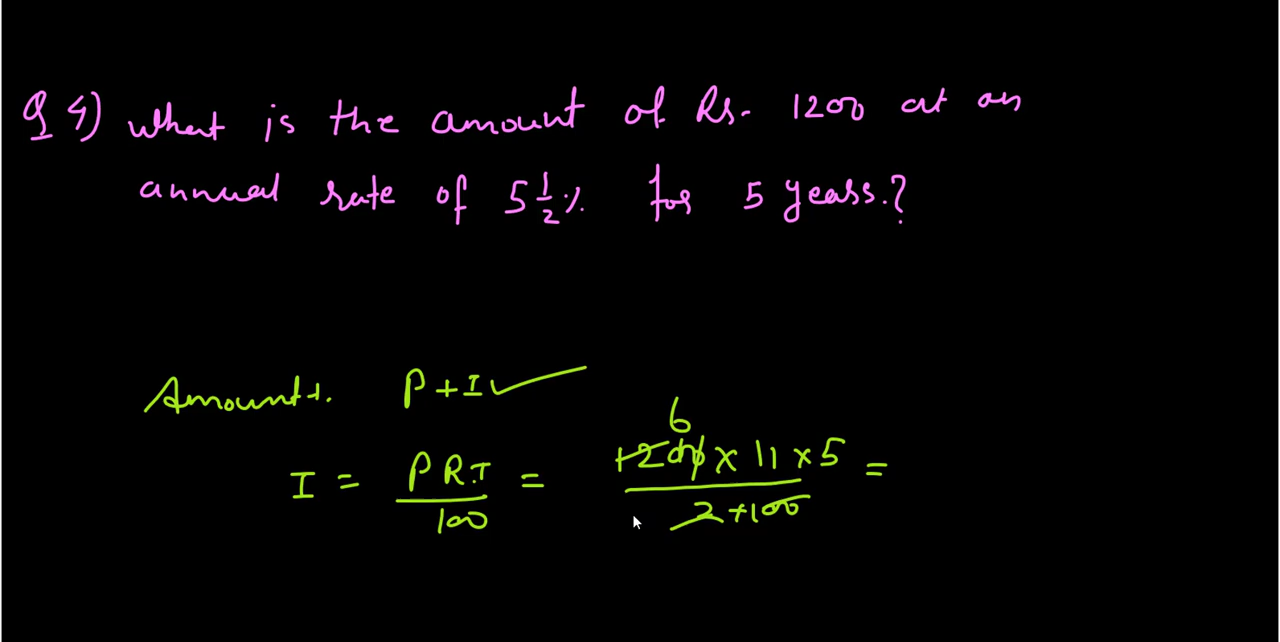 Q 4) what is the amount of Rs. 1200 at an
annual rate of 5 1/2 % for 5 years.?
Amount. P + I ✓
6
I = P R.T / 100 = 1200 x 11 x 5 / 2 + 100 =